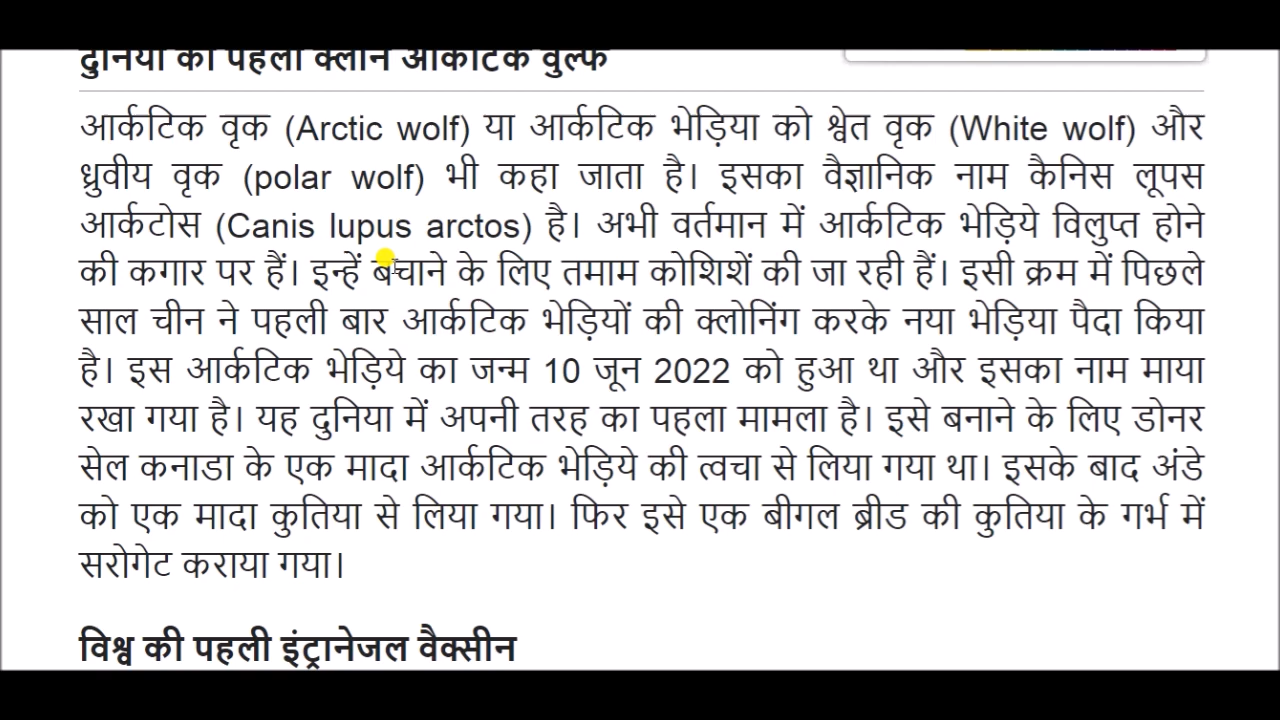 दुनिया का पहला क्लोन आर्कटिक वुल्फ
आर्कटिक वृक (Arctic wolf) या आर्कटिक भेड़िया को श्वेत वृक (White wolf) और
ध्रुवीय वृक (polar wolf) भी कहा जाता है। इसका वैज्ञानिक नाम कैनिस लूपस
आर्कटोस (Canis lupus arctos) है। अभी वर्तमान में आर्कटिक भेड़िये विलुप्त होने
की कगार पर हैं। इन्हें बचाने के लिए तमाम कोशिशें की जा रही हैं। इसी क्रम में पिछले
साल चीन ने पहली बार आर्कटिक भेड़ियों की क्लोनिंग करके नया भेड़िया पैदा किया
है। इस आर्कटिक भेड़िये का जन्म 10 जून 2022 को हुआ था और इसका नाम माया
रखा गया है। यह दुनिया में अपनी तरह का पहला मामला है। इसे बनाने के लिए डोनर
सेल कनाडा के एक मादा आर्कटिक भेड़िये की त्वचा से लिया गया था। इसके बाद अंडे
को एक मादा कुतिया से लिया गया। फिर इसे एक बीगल ब्रीड की कुतिया के गर्भ में
सरोगेट कराया गया।
विश्व की पहली इंट्रानेजल वैक्सीन